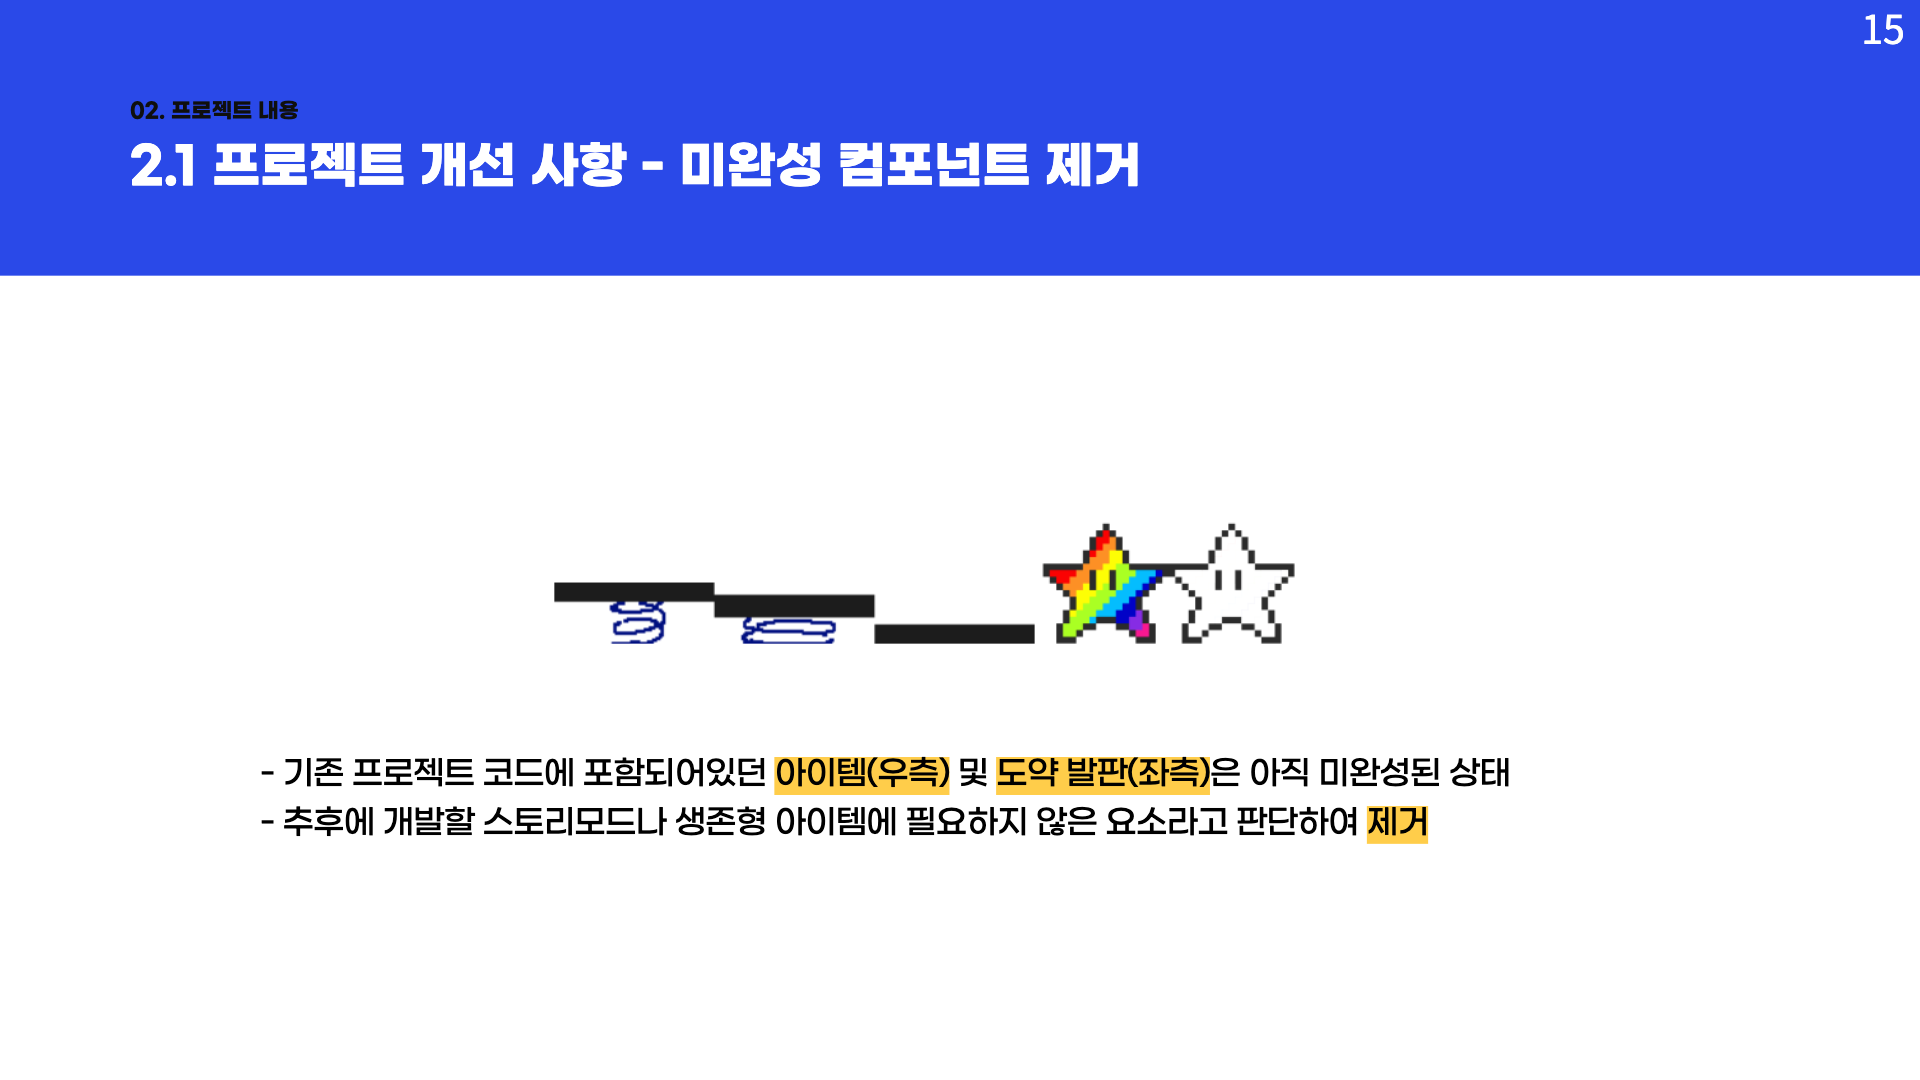 15
02. 프로젝트 내용
2.1 프로젝트 개선 사항 - 미완성 컴포넌트 제거
- 기존 프로젝트 코드에 포함되어있던 아이템(우측) 및 도약 발판(좌측)은 아직 미완성된 상태
- 추후에 개발할 스토리모드나 생존형 아이템에 필요하지 않은 요소라고 판단하여 제거